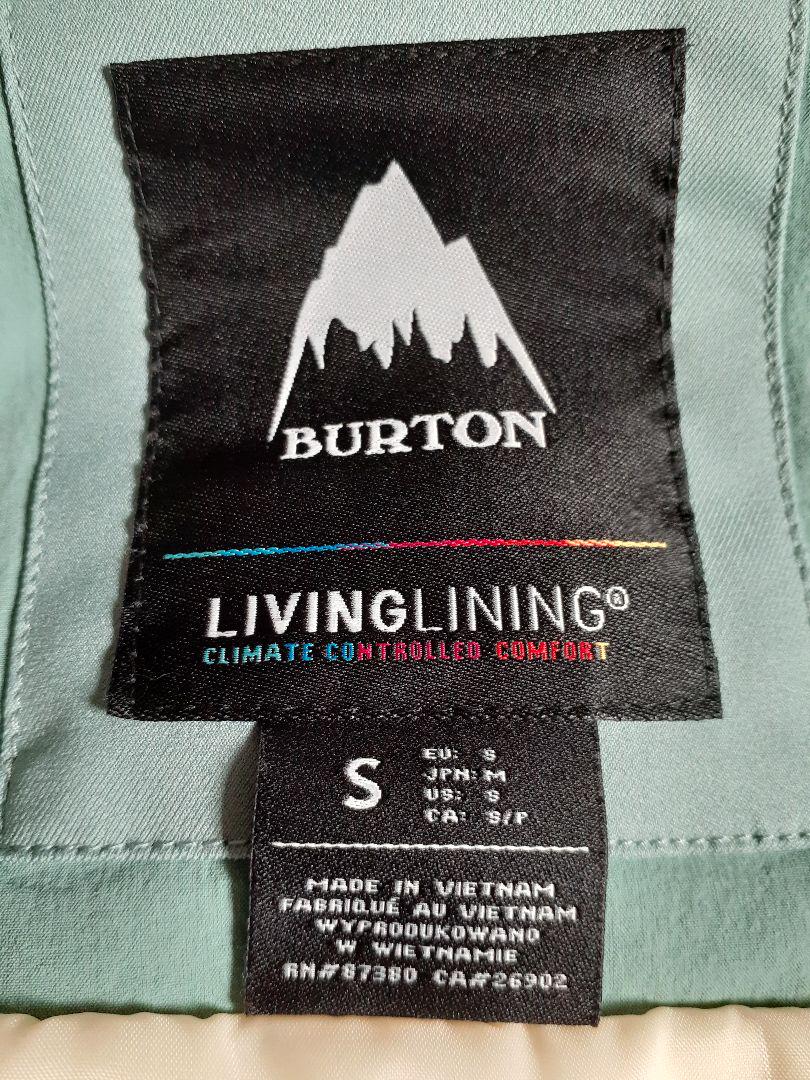 BURTON
LIVINGLINING®
CLIMATE CONTROLLED COMFORT
S
EU: S
JPN: M
US: S
CA: S/P
MADE IN VIETNAM
FABRIQUÉ AU VIETNAM
WYPRODUKOWANO
W WIETNAMIE
RN#87380 CA#26902